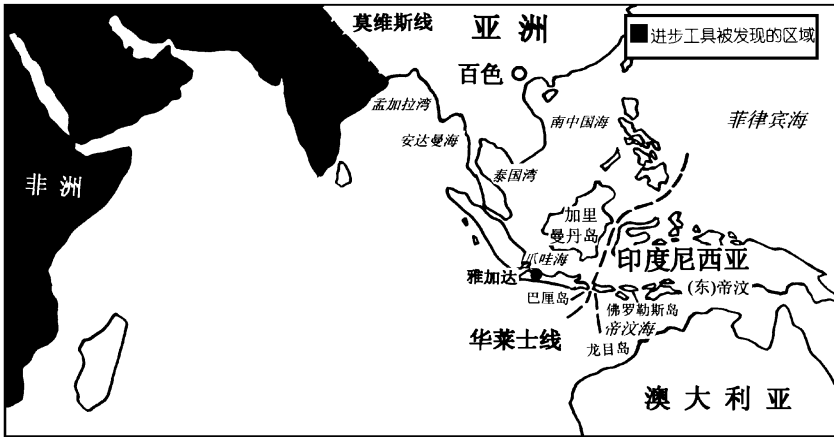 莫维斯线
亚洲
进步工具被发现的区域
百色
孟加拉湾
南中国海
菲律宾海
安达曼海
泰国湾
非洲
加里
曼丹岛
爪哇海
印度尼西亚
雅加达
(东)帝汶
巴厘岛
佛罗勒斯岛
帝汶海
华莱士线
龙目岛
澳大利亚